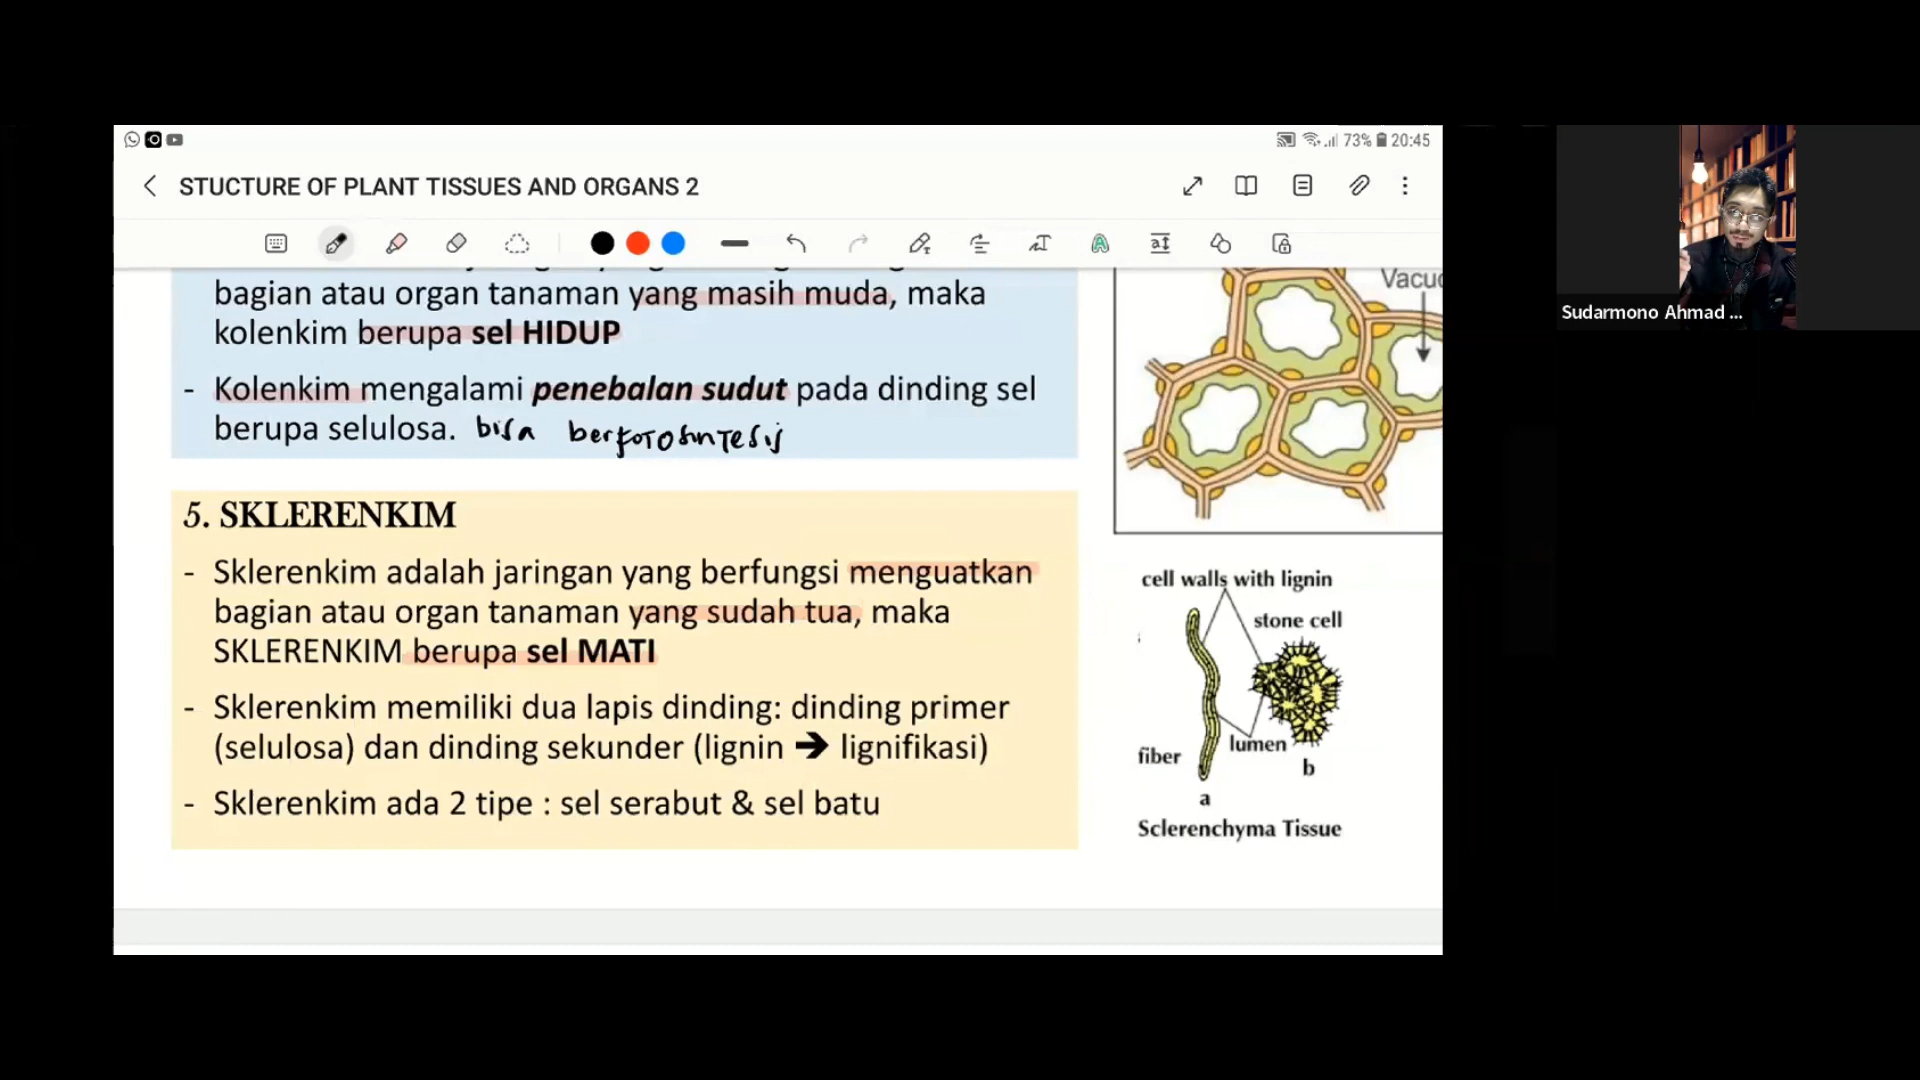 73% 20:45
STUCTURE OF PLANT TISSUES AND ORGANS 2
bagian atau organ tanaman yang masih muda, maka
kolenkim berupa sel HIDUP
- Kolenkim mengalami penebalan sudut pada dinding sel
berupa selulosa. bisa berfotosintesis
5. SKLERENKIM
- Sklerenkim adalah jaringan yang berfungsi menguatkan
bagian atau organ tanaman yang sudah tua, maka
SKLERENKIM berupa sel MATI
- Sklerenkim memiliki dua lapis dinding: dinding primer
(selulosa) dan dinding sekunder (lignin ➔ lignifikasi)
- Sklerenkim ada 2 tipe : sel serabut & sel batu
Vacuo
cell walls with lignin
stone cell
lumen
fiber
b
a
Sclerenchyma Tissue
Sudarmono Ahmad ...